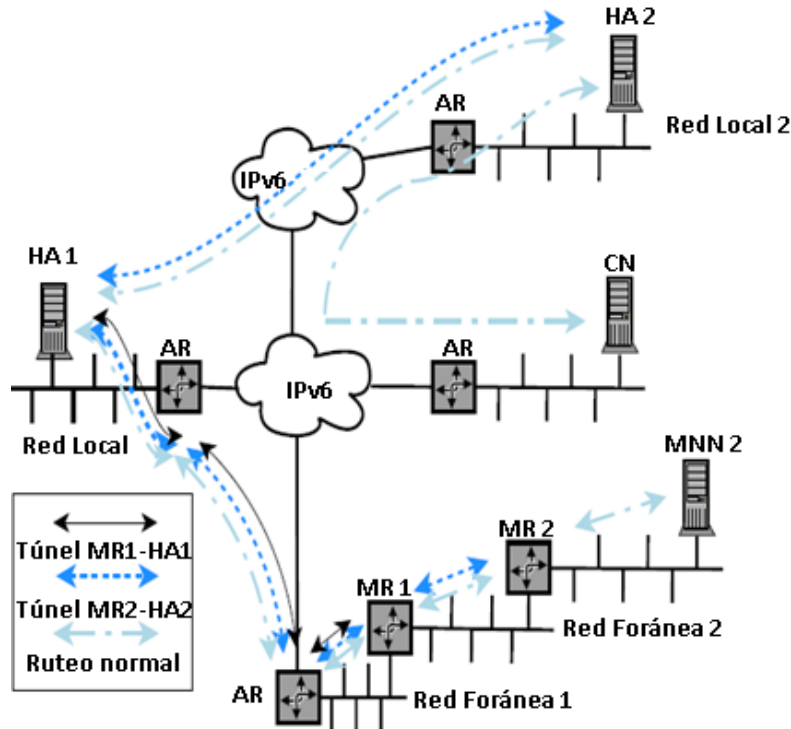 HA 2
AR
Red Local 2
IPv6
HA 1
CN
AR
AR
IPv6
Red Local
MNN 2
MR 2
Túnel MR1-HA1
MR 1
Túnel MR2-HA2
Red Foránea 2
Ruteo normal
AR
Red Foránea 1